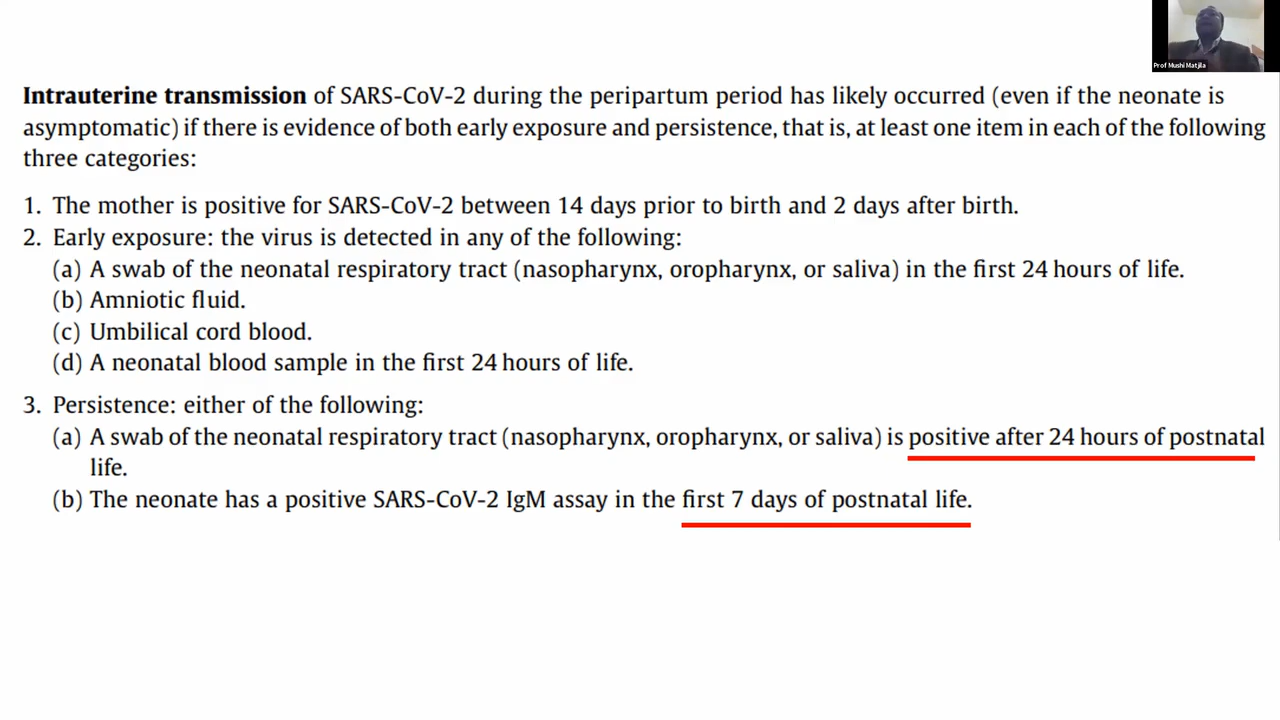 Prof Mushi Matjila
Intrauterine transmission of SARS-CoV-2 during the peripartum period has likely occurred (even if the neonate is
asymptomatic) if there is evidence of both early exposure and persistence, that is, at least one item in each of the following
three categories:
1. The mother is positive for SARS-CoV-2 between 14 days prior to birth and 2 days after birth.
2. Early exposure: the virus is detected in any of the following:
(a) A swab of the neonatal respiratory tract (nasopharynx, oropharynx, or saliva) in the first 24 hours of life.
(b) Amniotic fluid.
(c) Umbilical cord blood.
(d) A neonatal blood sample in the first 24 hours of life.
3. Persistence: either of the following:
(a) A swab of the neonatal respiratory tract (nasopharynx, oropharynx, or saliva) is positive after 24 hours of postnatal
life.
(b) The neonate has a positive SARS-CoV-2 IgM assay in the first 7 days of postnatal life.